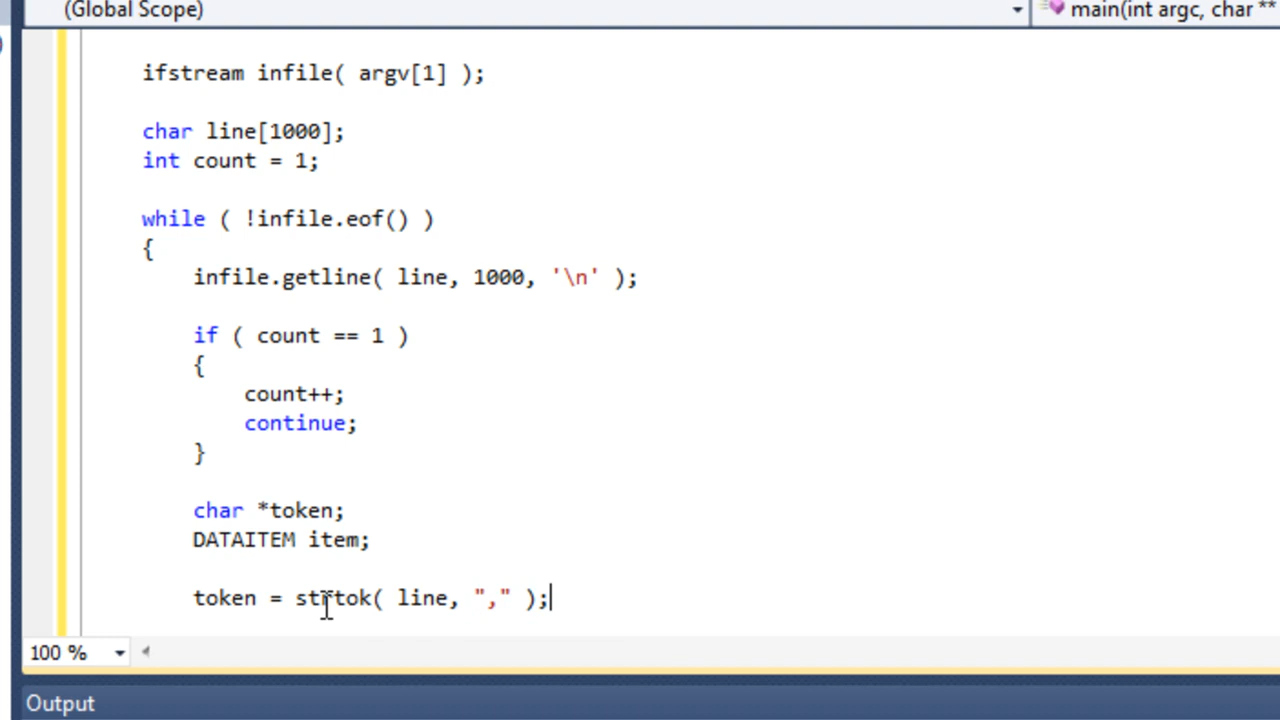 (Global Scope) main(int argc, char **
ifstream infile( argv[1] );
char line[1000];
int count = 1;
while ( !infile.eof() )
{
infile.getline( line, 1000, '\n' );
if ( count == 1 )
{
count++;
continue;
}
char *token;
DATAITEM item;
token = strtok( line, "," );
100 %
Output